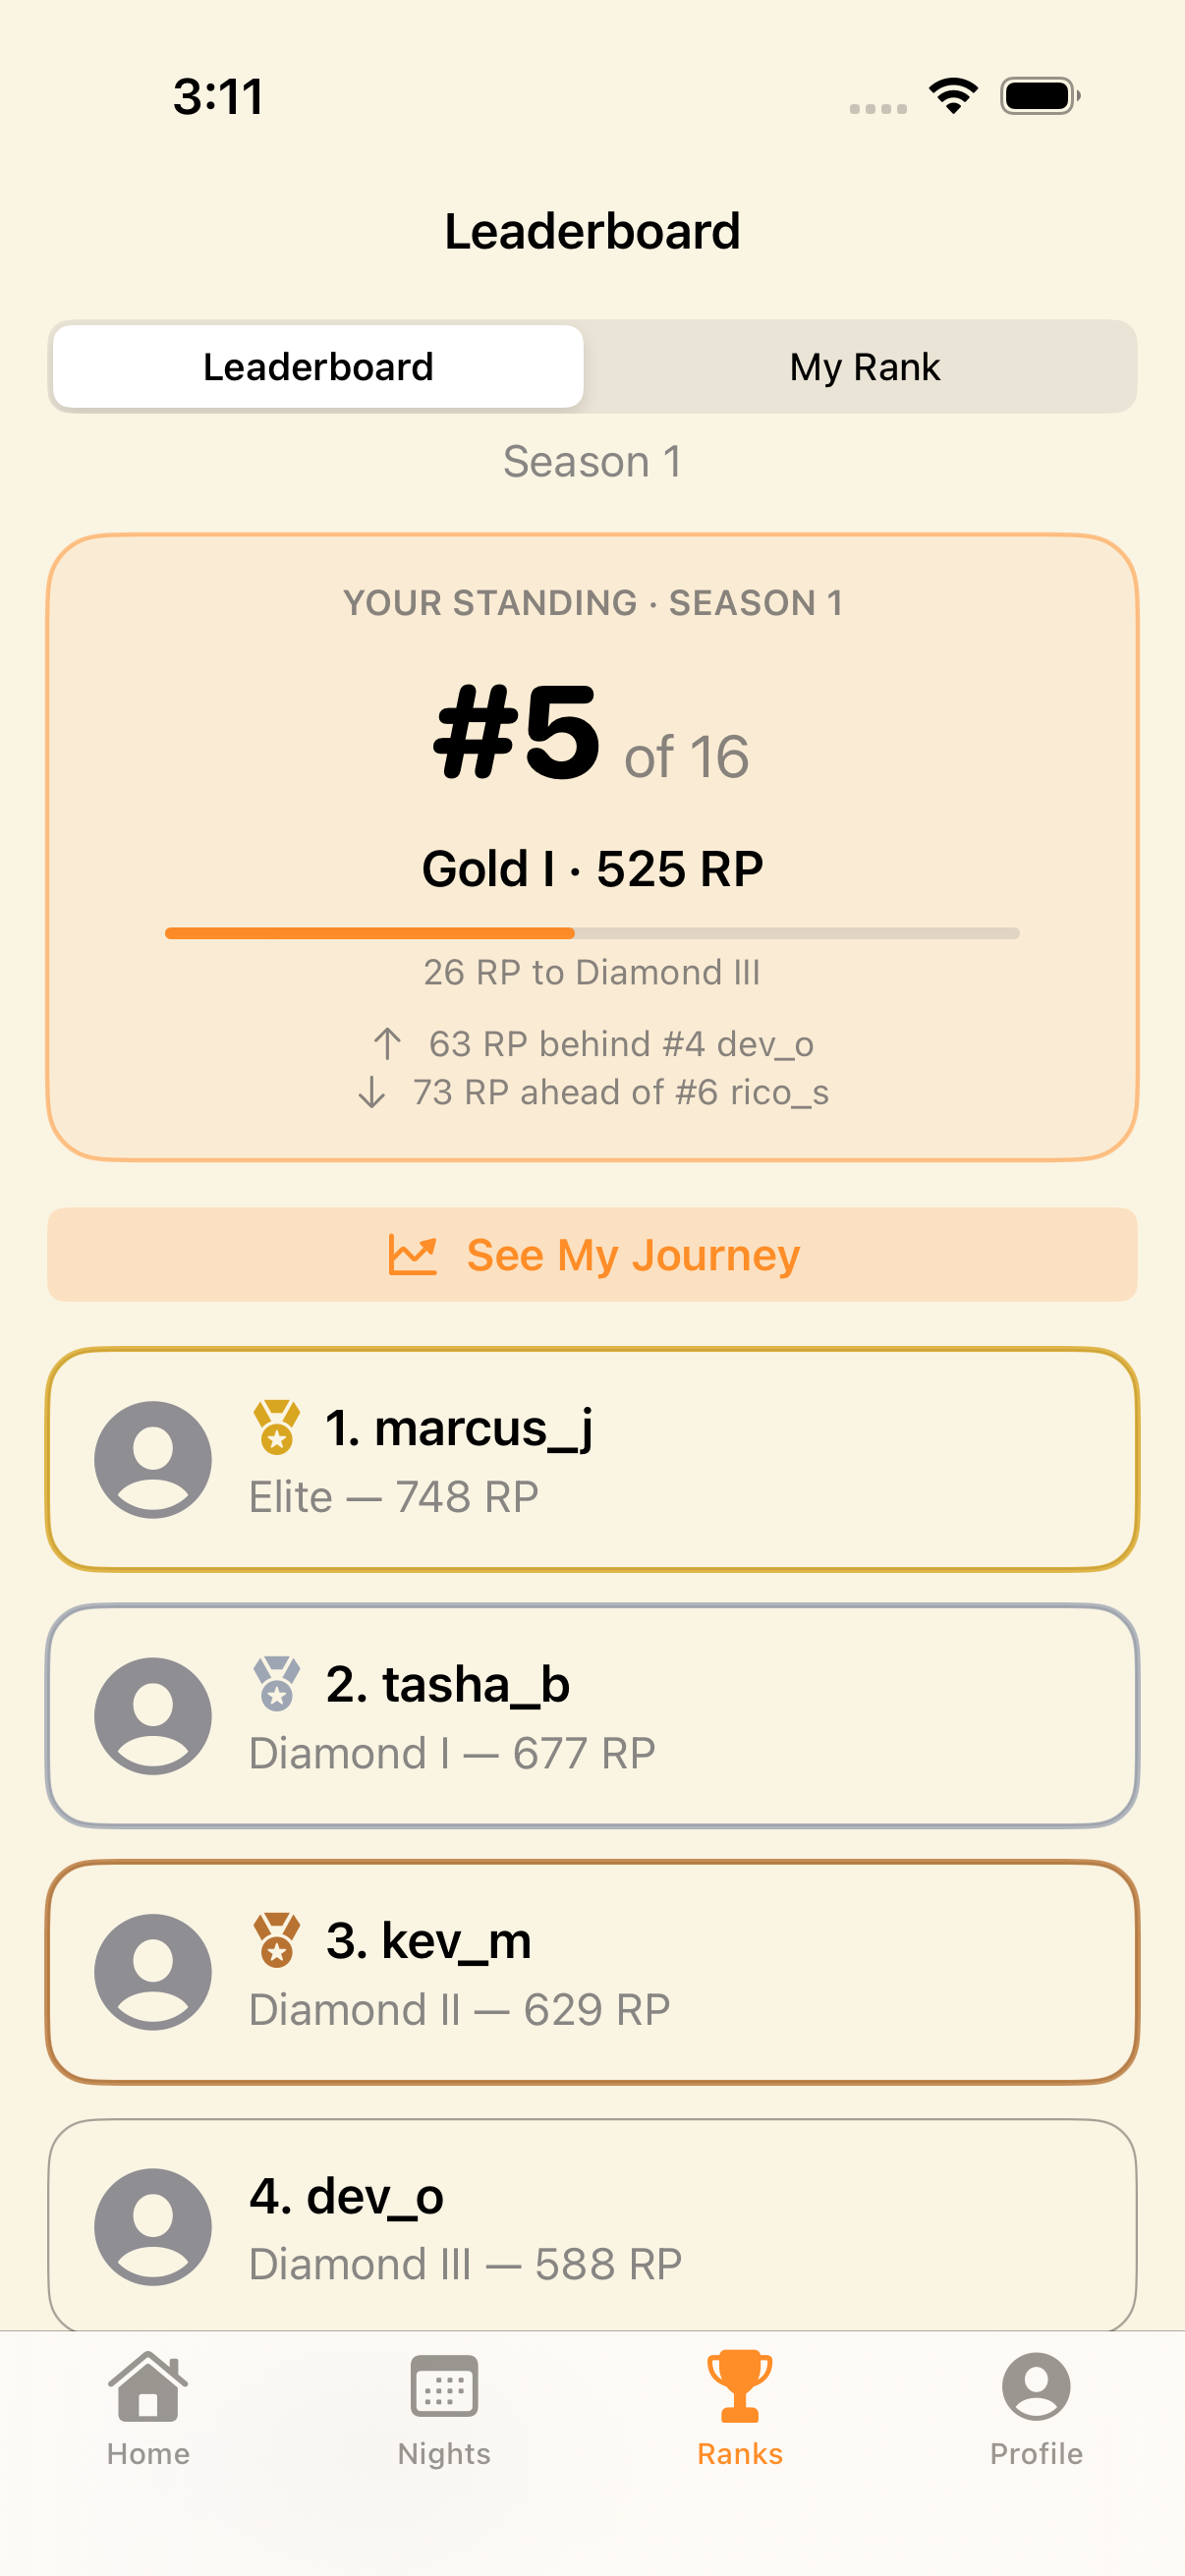 3:11
Leaderboard
Leaderboard
My Rank
Season 1
YOUR STANDING · SEASON 1
#5 of 16
Gold I · 525 RP
26 RP to Diamond III
↑ 63 RP behind #4 dev_o
↓ 73 RP ahead of #6 rico_s
See My Journey
1. marcus_j
Elite — 748 RP
2. tasha_b
Diamond I — 677 RP
3. kev_m
Diamond II — 629 RP
4. dev_o
Diamond III — 588 RP
Home
Nights
Ranks
Profile